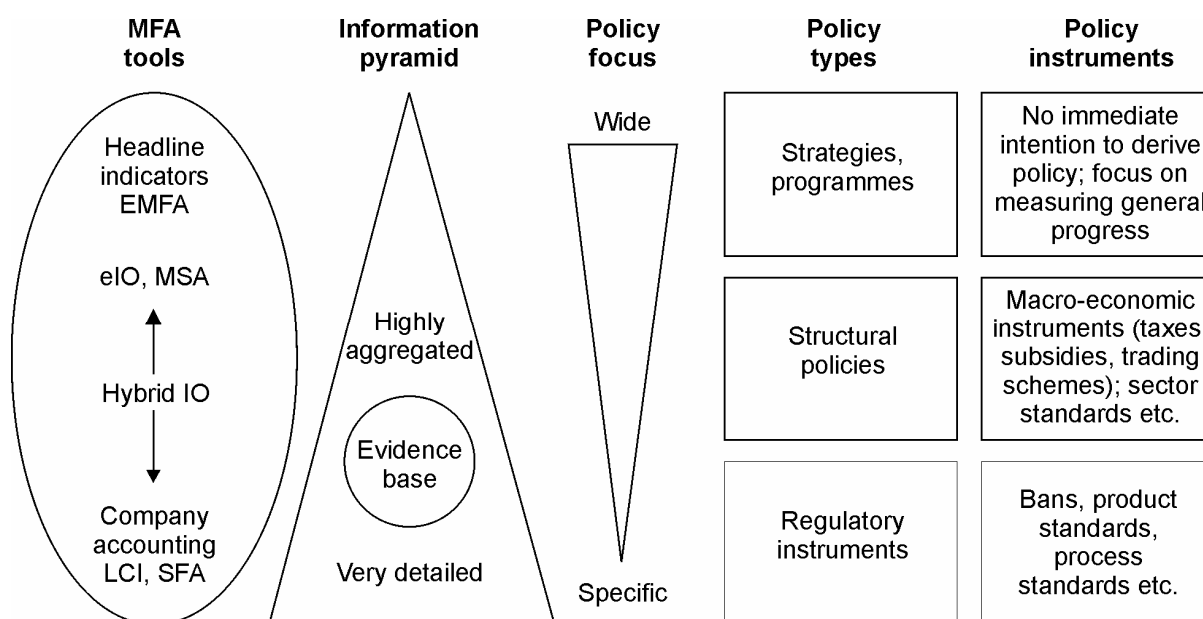 MFA
tools
Information
pyramid
Policy
focus
Policy
types
Policy
instruments
Headline
indicators
EMFA
eIO, MSA
Hybrid IO
Company
accounting
LCI, SFA
Highly
aggregated
Evidence
base
Very detailed
Wide
Specific
Strategies,
programmes
Structural
policies
Regulatory
instruments
No immediate
intention to derive
policy; focus on
measuring general
progress
Macro-economic
instruments (taxes
subsidies, trading
schemes); sector
standards etc.
Bans, product
standards,
process
standards etc.